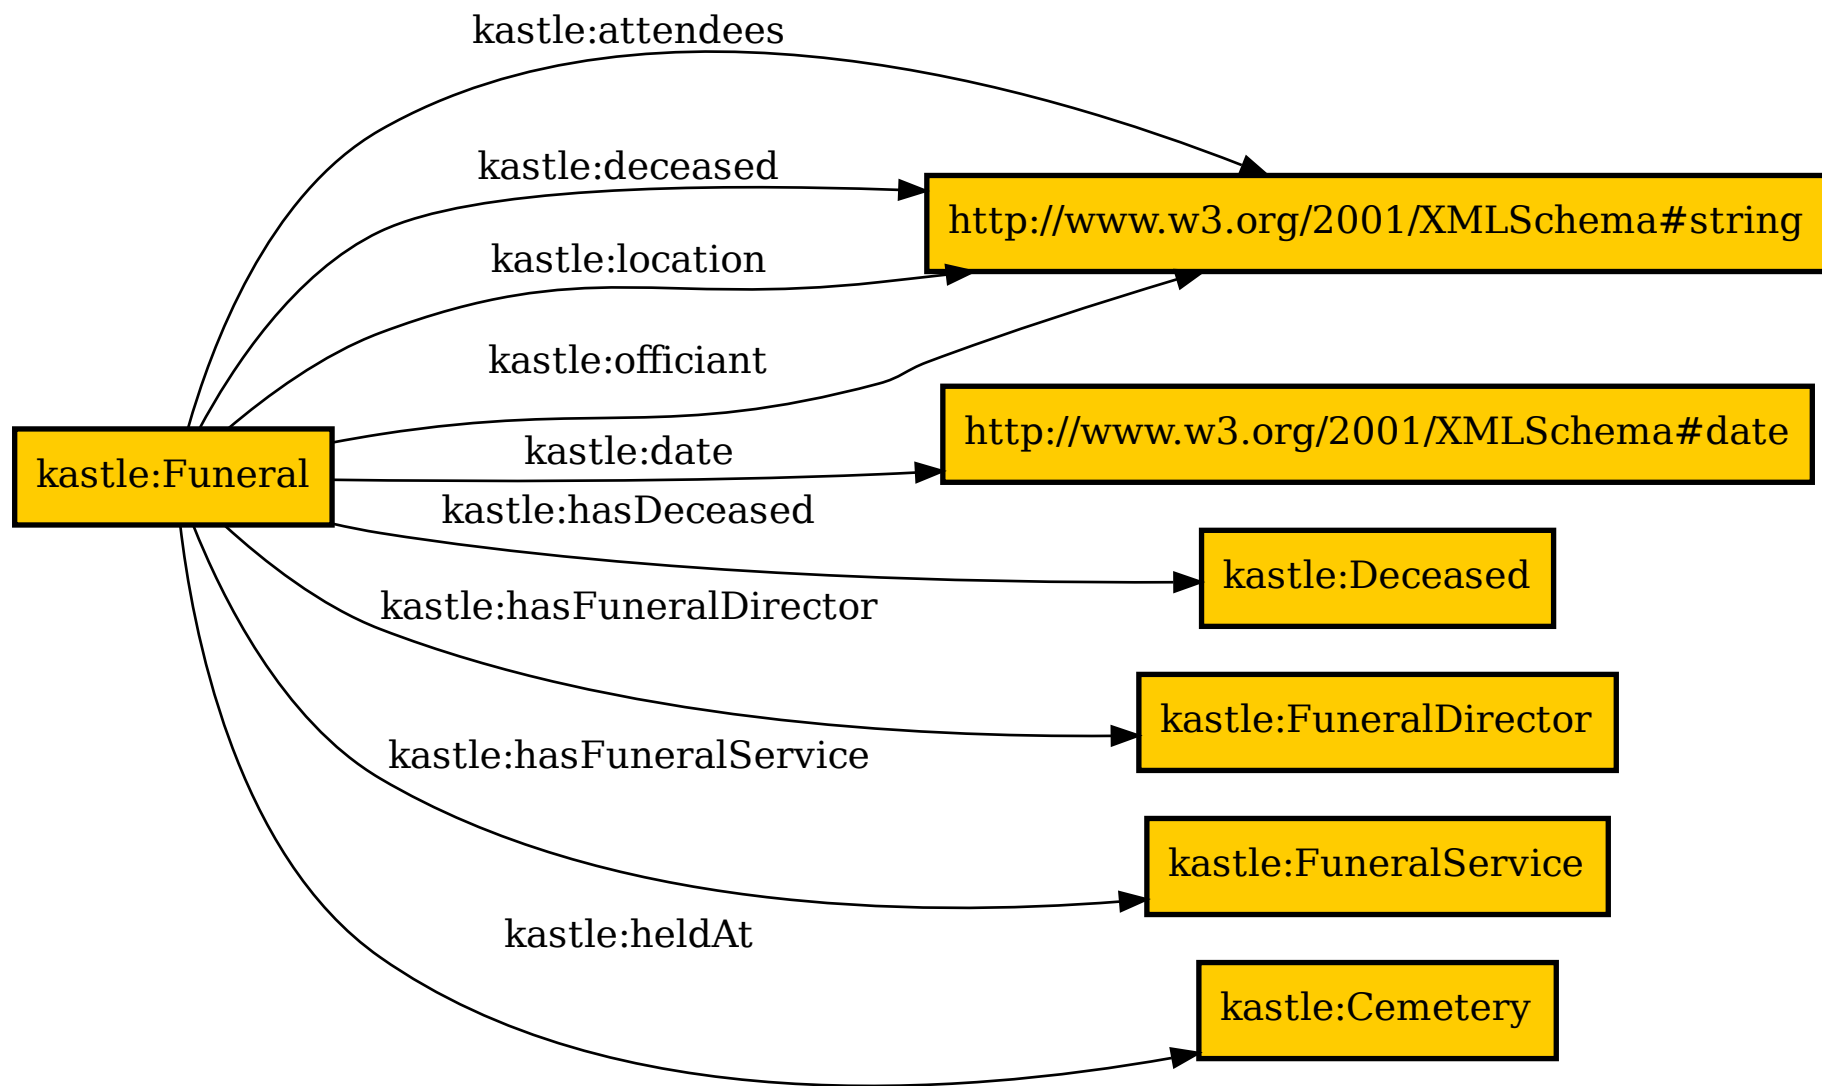 kastle:attendees
kastle:deceased
http://www.w3.org/2001/XMLSchema#string
kastle:location
kastle:officiant
http://www.w3.org/2001/XMLSchema#date
kastle:date
kastle:Funeral
kastle:hasDeceased
kastle:Deceased
kastle:hasFuneralDirector
kastle:FuneralDirector
kastle:hasFuneralService
kastle:FuneralService
kastle:heldAt
kastle:Cemetery